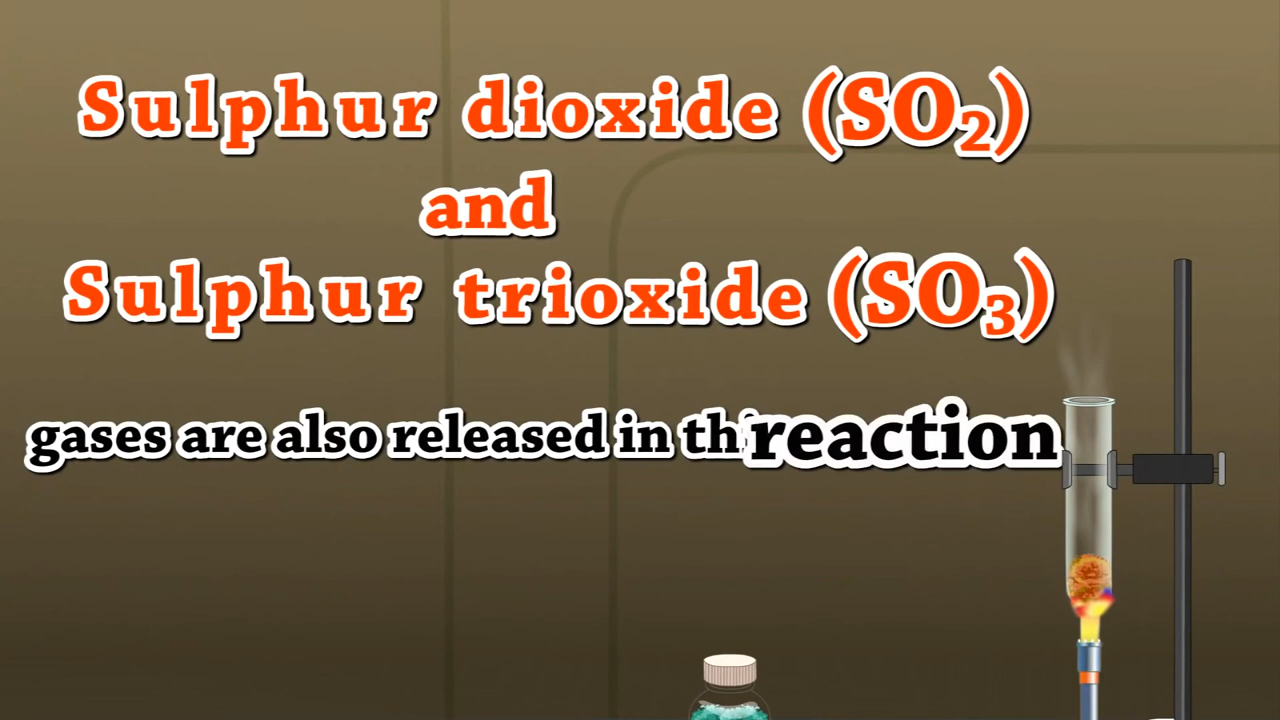 Sulphur dioxide (SO₂)
and
Sulphur trioxide (SO₃)
gases are also released in reaction